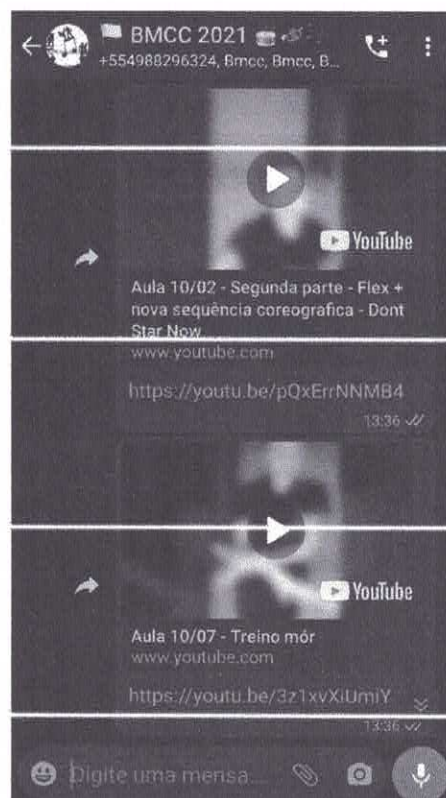 BMCC 2021
+554988296324, Bmcc, Bmcc, B...
YouTube
Aula 10/02 - Segunda parte - Flex +
nova sequência coreografica - Dont
Star Now
www.youtube.com
https://youtu.be/pQxErrNNMB4
13:36
YouTube
Aula 10/07 - Treino mór
www.youtube.com
https://youtu.be/3z1xvXiUmiY
13:36
Digite uma mensa...